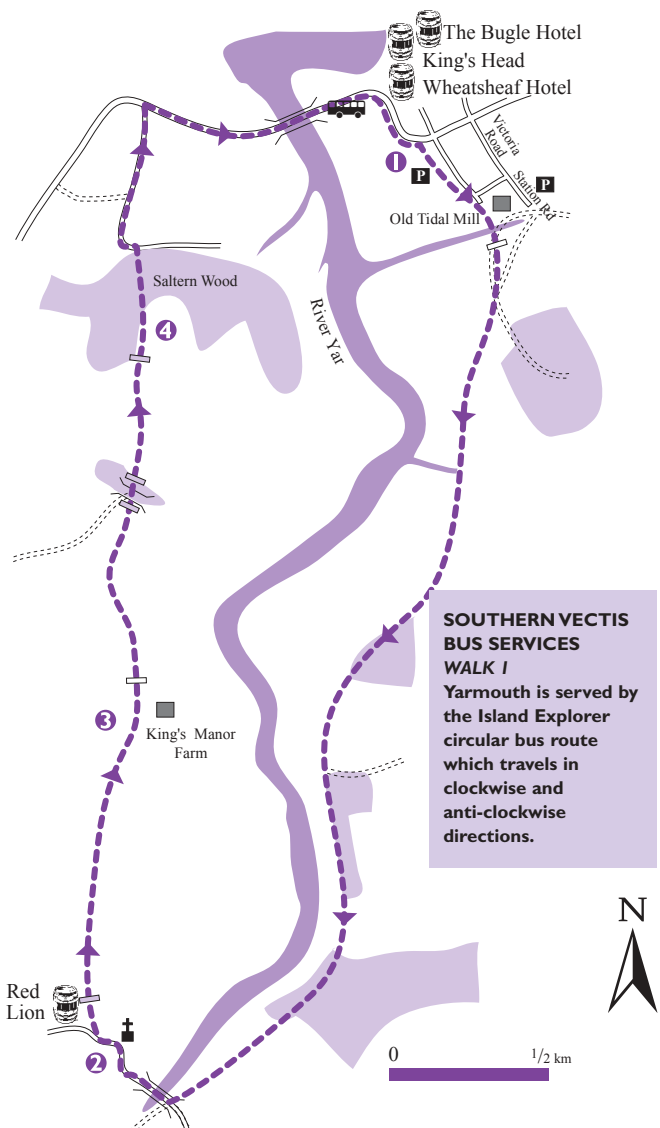 The Bugle Hotel
King's Head
Wheatsheaf Hotel
Victoria
Road
1
P
P
Station Rd
Old Tidal Mill
Saltern Wood
River Yar
4
SOUTHERN VECTIS
BUS SERVICES
WALK 1
Yarmouth is served by
the Island Explorer
circular bus route
which travels in
clockwise and
anti-clockwise
directions.
3
King's Manor
Farm
N
Red
Lion
2
0
1/2 km